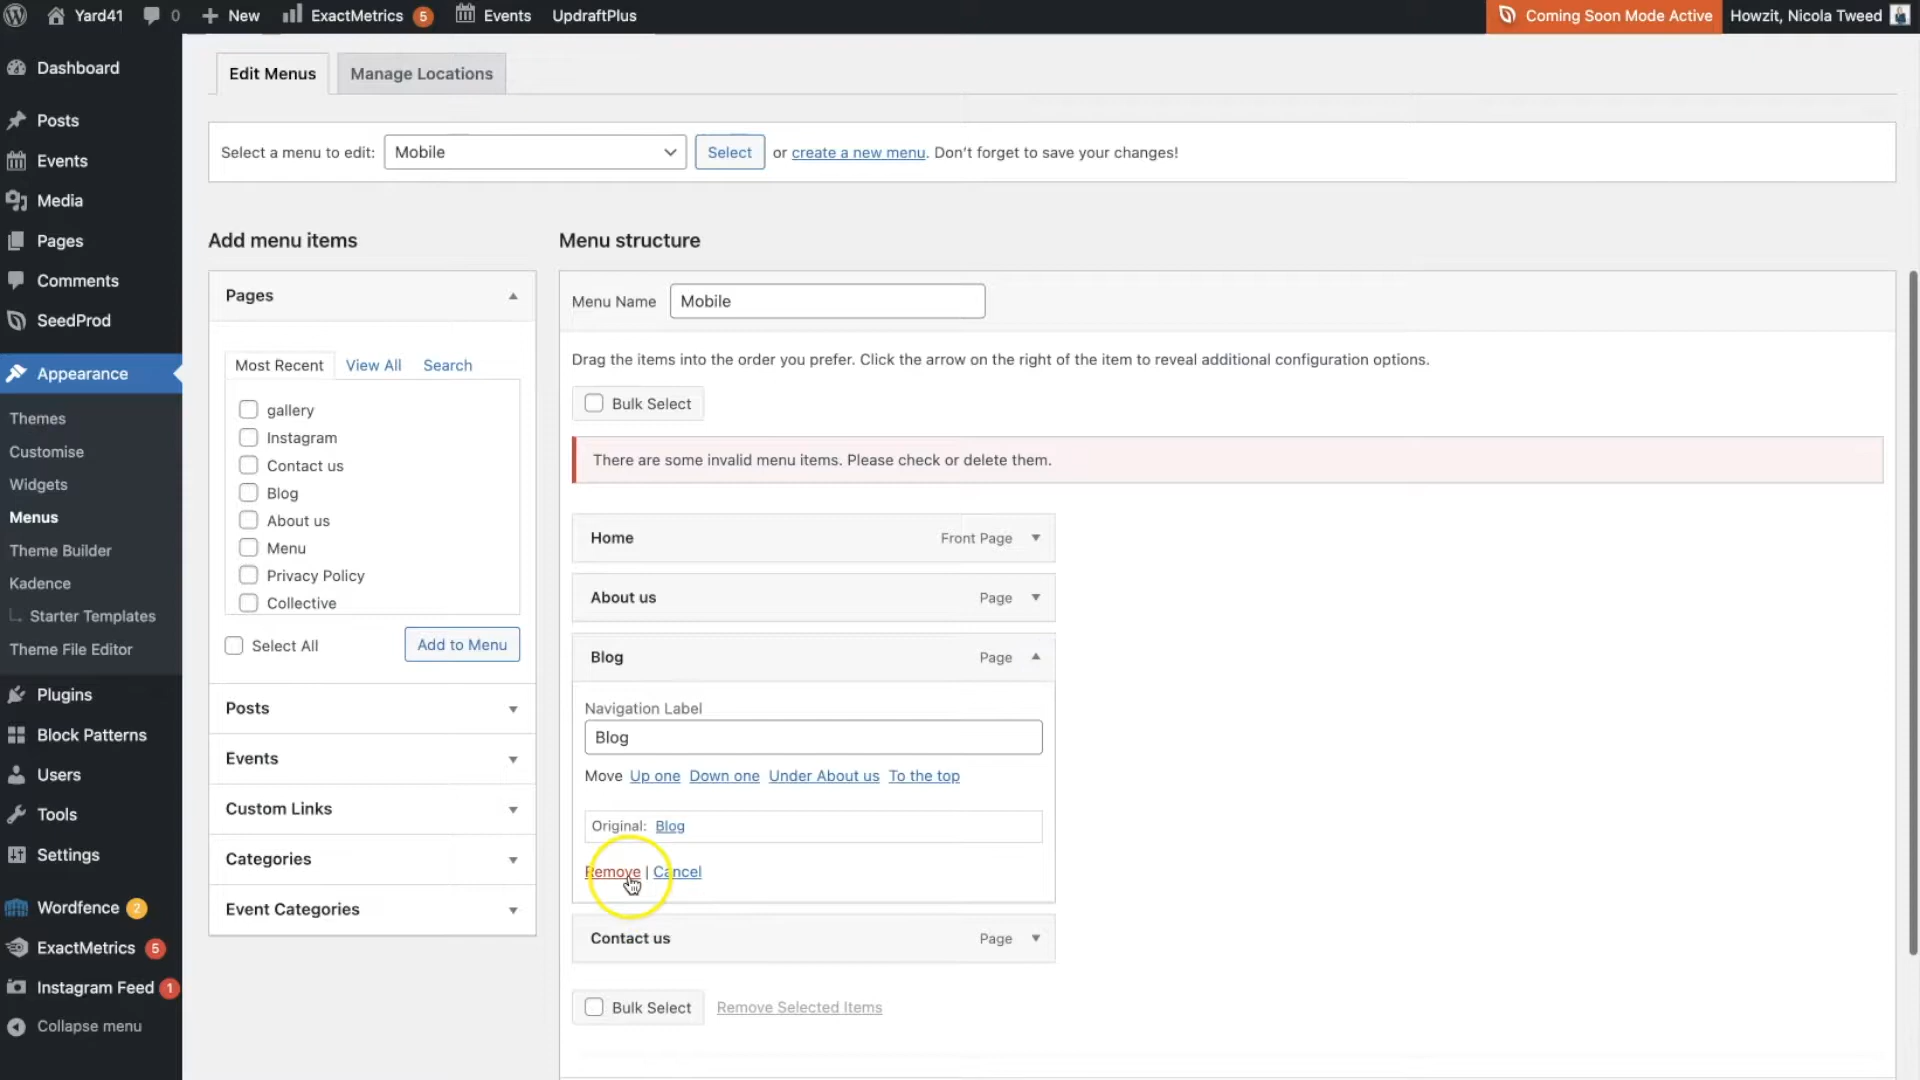 Yard41
0
New
ExactMetrics
5
Events
UpdraftPlus
Coming Soon Mode Active
Howzit, Nicola Tweed
Dashboard
Posts
Events
Media
Pages
Comments
SeedProd
Appearance
Themes
Customise
Widgets
Menus
Theme Builder
Kadence
Starter Templates
Theme File Editor
Plugins
Block Patterns
Users
Tools
Settings
Wordfence 2
ExactMetrics 5
Instagram Feed 1
Collapse menu
Edit Menus
Manage Locations
Select a menu to edit: Mobile Select or create a new menu. Don't forget to save your changes!
Add menu items
Pages
Most Recent View All Search
gallery
Instagram
Contact us
Blog
About us
Menu
Privacy Policy
Collective
Select All
Add to Menu
Posts
Events
Custom Links
Categories
Event Categories
Menu structure
Menu Name Mobile
Drag the items into the order you prefer. Click the arrow on the right of the item to reveal additional configuration options.
Bulk Select
There are some invalid menu items. Please check or delete them.
Home Front Page
About us Page
Blog Page
Navigation Label
Blog
Move Up one Down one Under About us To the top
Original: Blog
Remove | Cancel
Contact us Page
Bulk Select Remove Selected Items